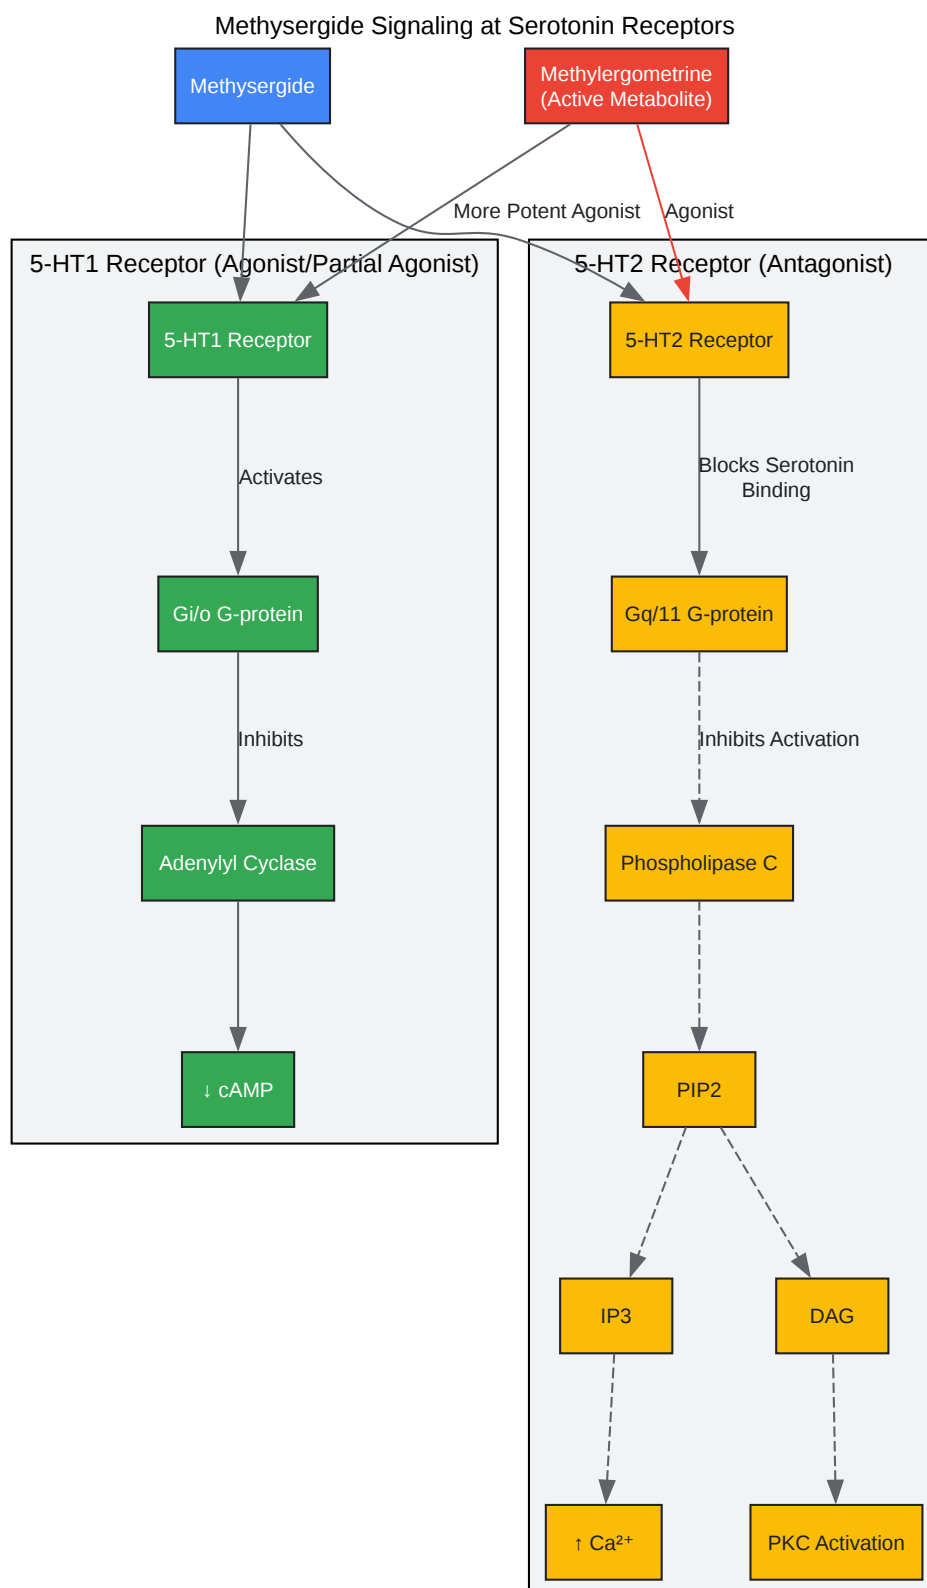 Methysergide Signaling at Serotonin Receptors
Methysergide
Methylergometrine
(Active Metabolite)
More Potent Agonist
Agonist
5-HT1 Receptor (Agonist/Partial Agonist)
5-HT2 Receptor (Antagonist)
5-HT1 Receptor
5-HT2 Receptor
Activates
Blocks Serotonin
Binding
Gi/o G-protein
Gq/11 G-protein
Inhibits
Inhibits Activation
Adenylyl Cyclase
Phospholipase C
↓ cAMP
PIP2
IP3
DAG
↑ Ca²⁺
PKC Activation